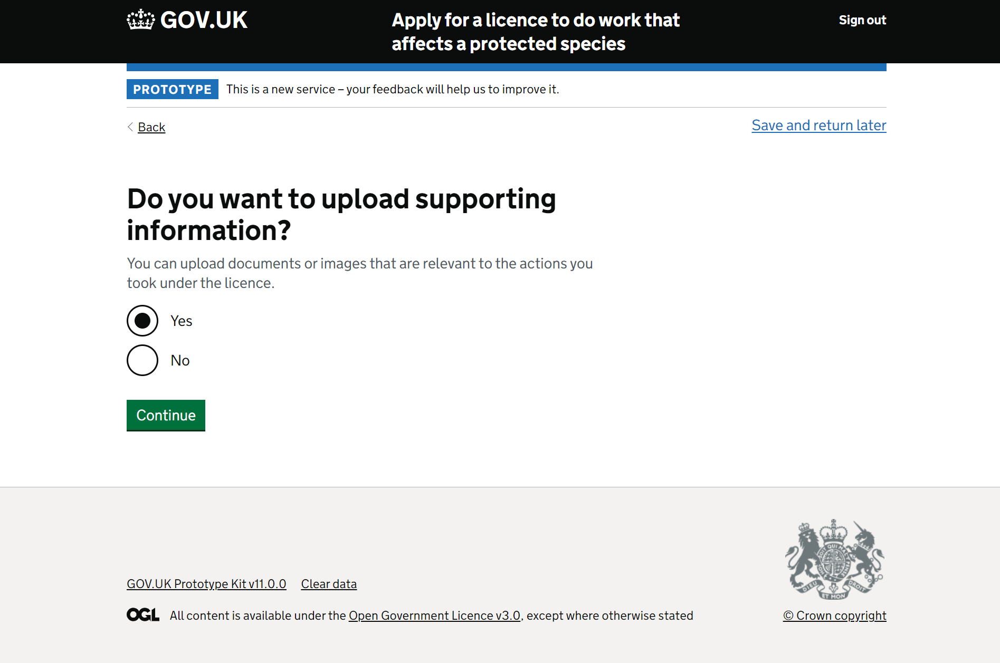 GOV.UK
Apply for a licence to do work that
affects a protected species
Sign out
PROTOTYPE
This is a new service – your feedback will help us to improve it.
Back
Save and return later
Do you want to upload supporting
information?
You can upload documents or images that are relevant to the actions you
took under the licence.
Yes
No
Continue
GOV.UK Prototype Kit v11.0.0
Clear data
OGL
All content is available under the Open Government Licence v3.0, except where otherwise stated
DIEU ET MON DROIT
© Crown copyright